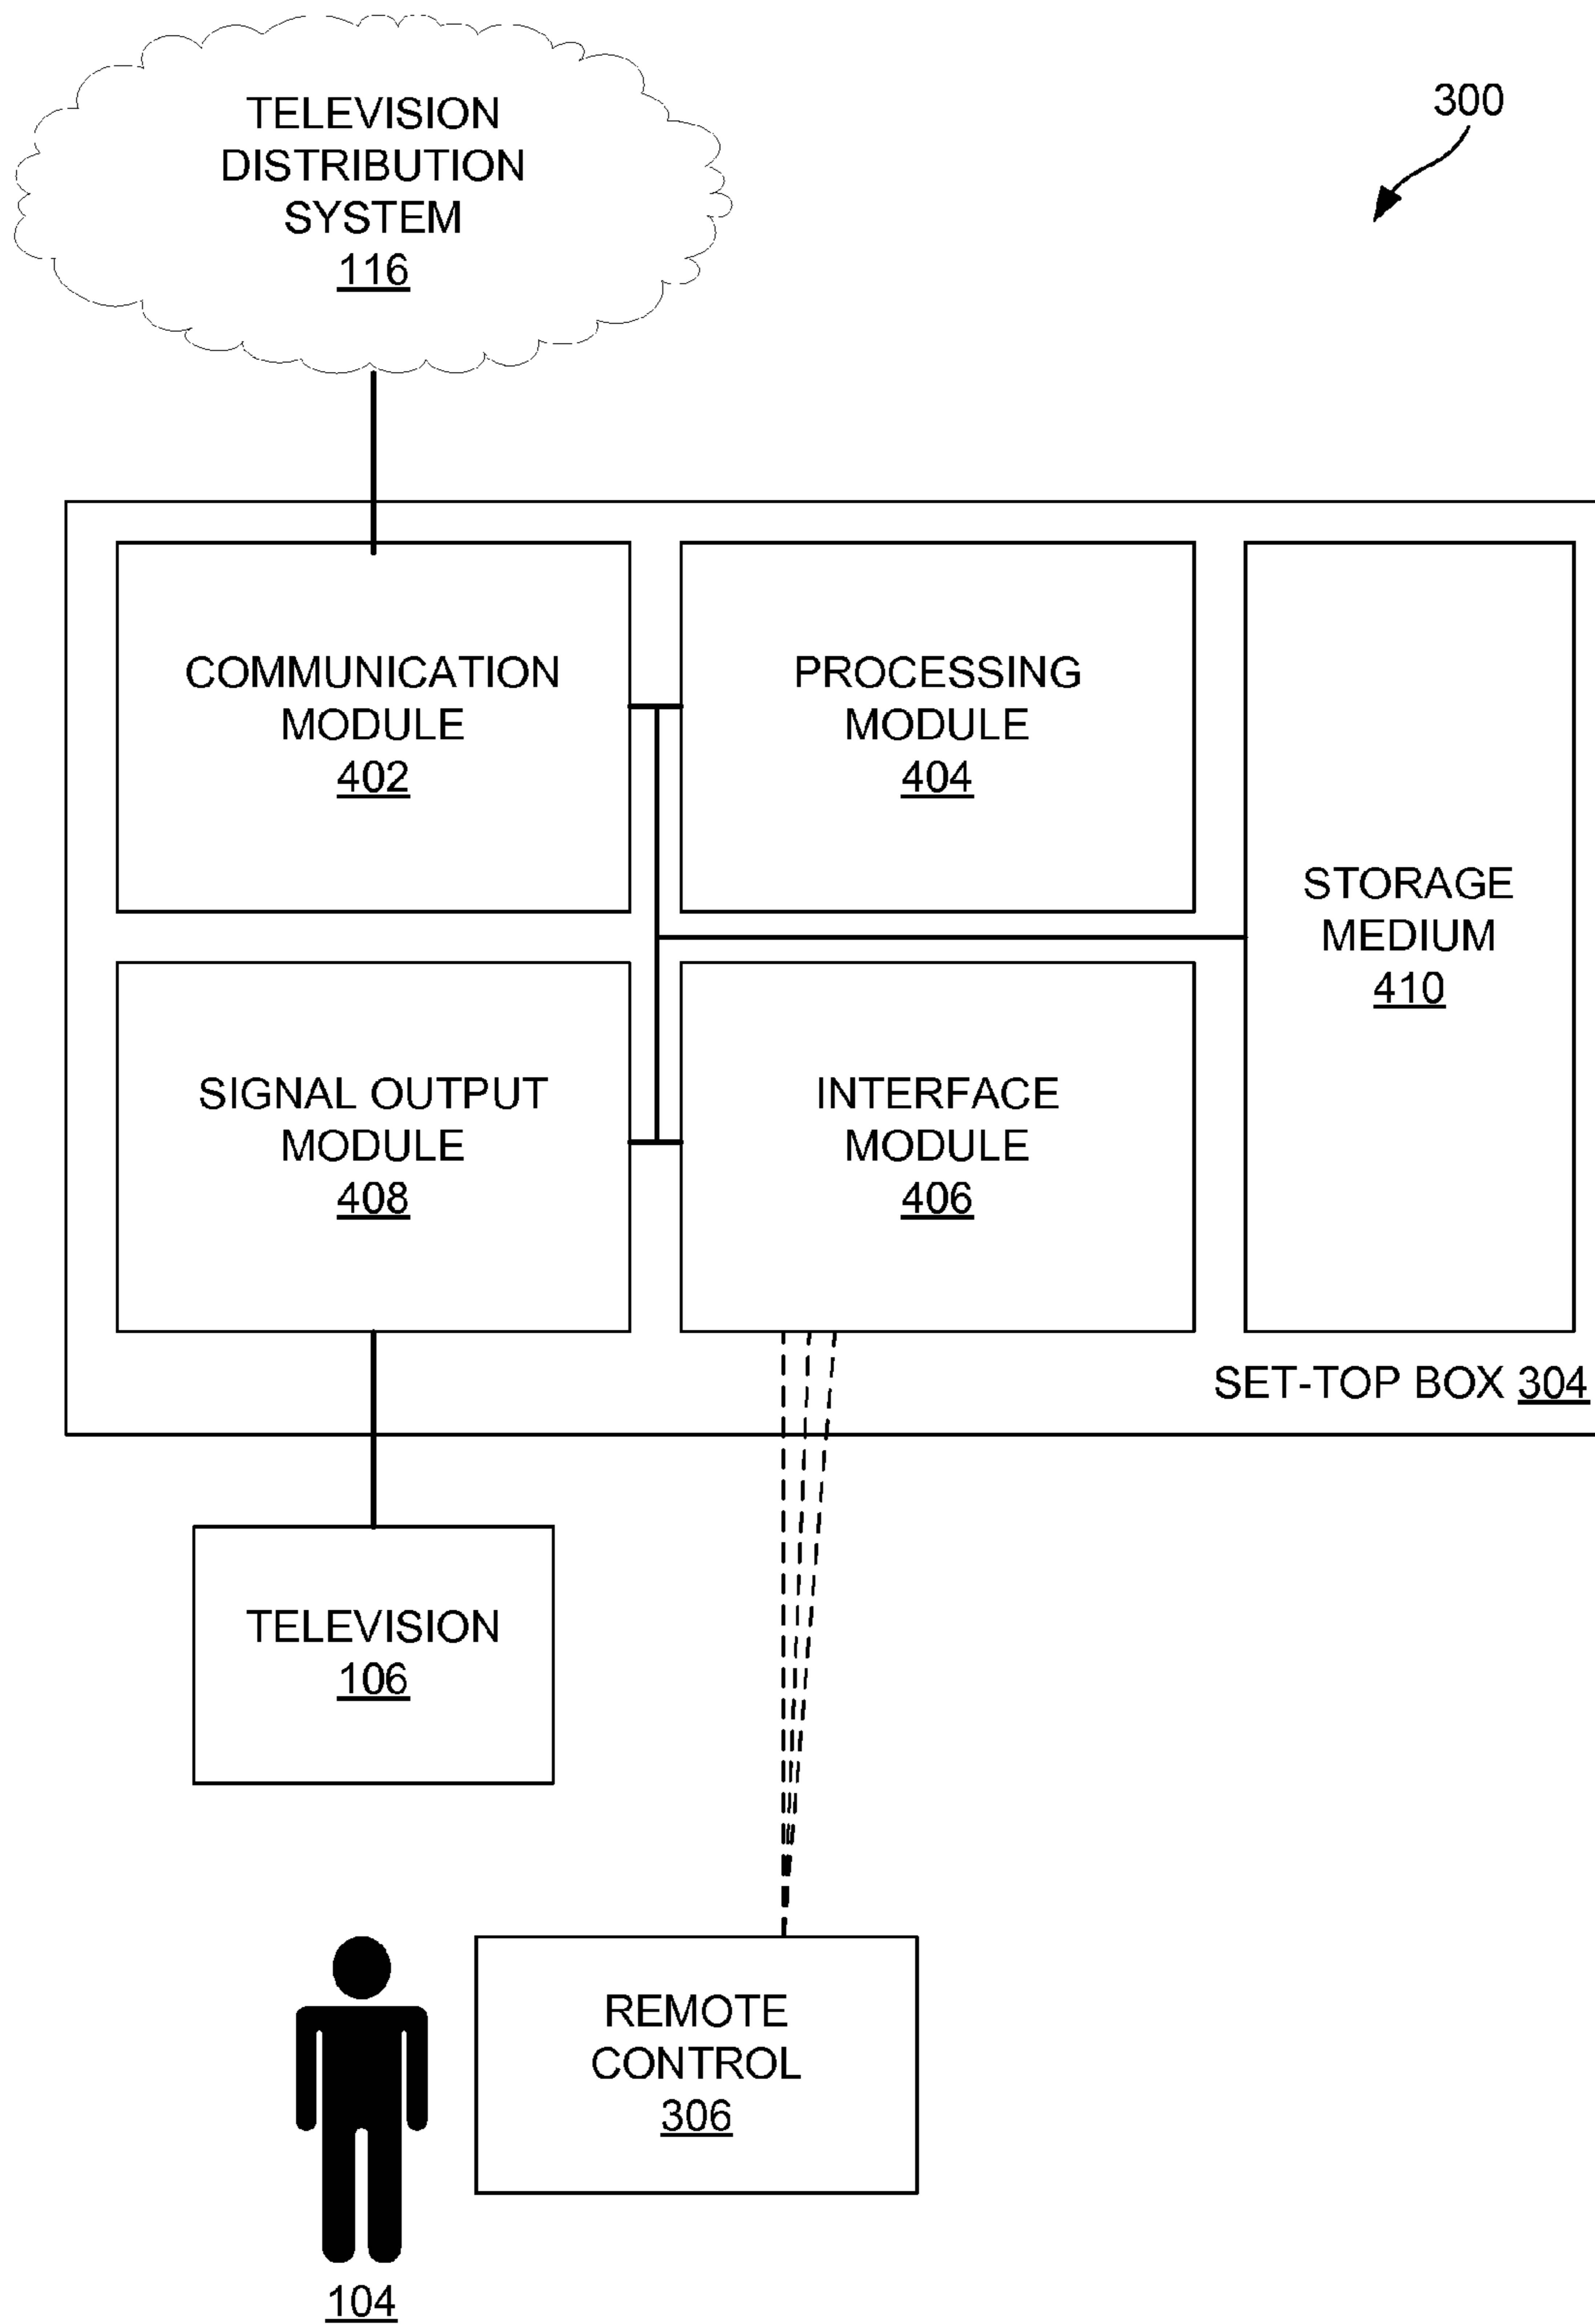 TELEVISION
DISTRIBUTION
SYSTEM
116
300
COMMUNICATION
MODULE
402
PROCESSING
MODULE
404
STORAGE
MEDIUM
410
SIGNAL OUTPUT
MODULE
408
INTERFACE
MODULE
406
SET-TOP BOX 304
TELEVISION
106
REMOTE
CONTROL
306
104